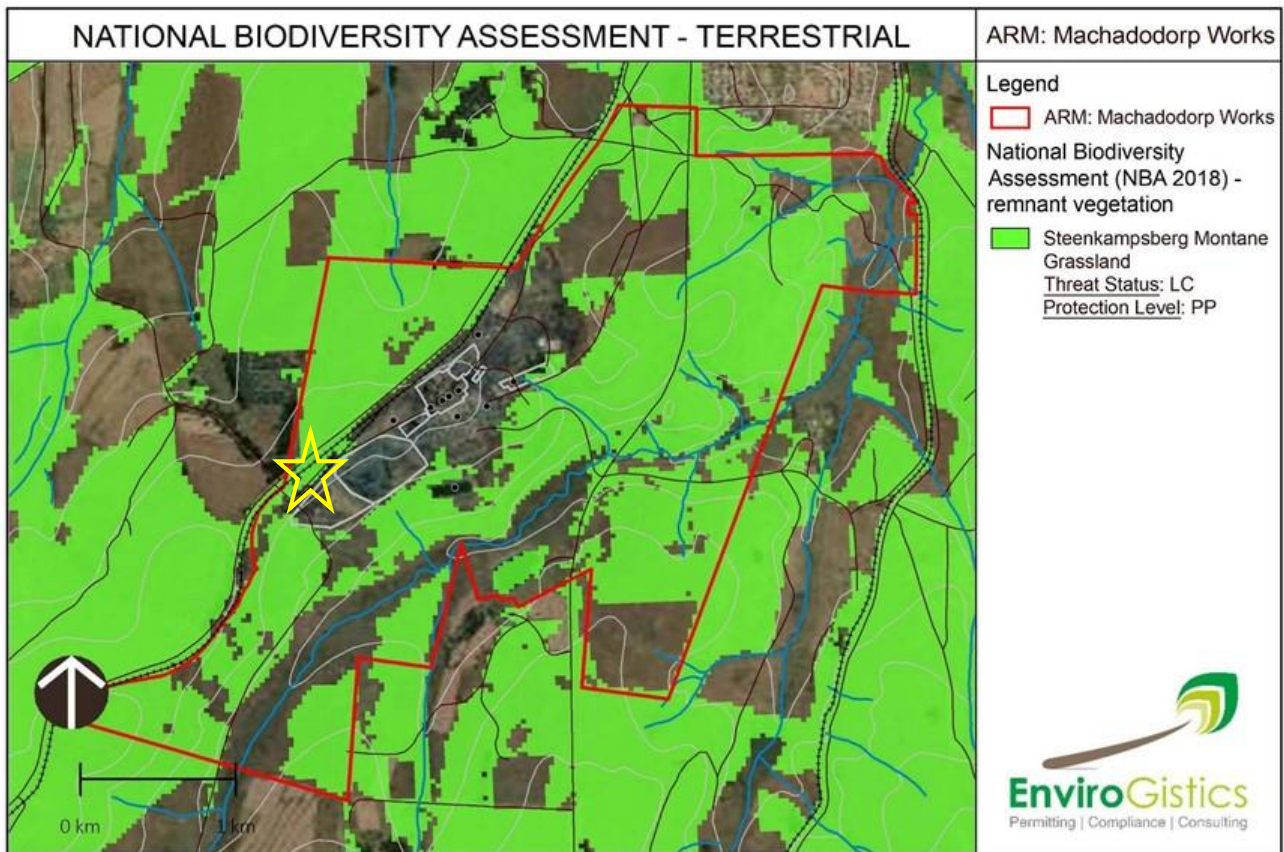 NATIONAL BIODIVERSITY ASSESSMENT - TERRESTRIAL
ARM: Machadodorp Works
Legend
ARM: Machadodorp Works
National Biodiversity
Assessment (NBA 2018) -
remnant vegetation
Steenkampsberg Montane
Grassland
Threat Status: LC
Protection Level: PP
0 km
1 km
EnviroGistics
Permitting | Compliance | Consulting